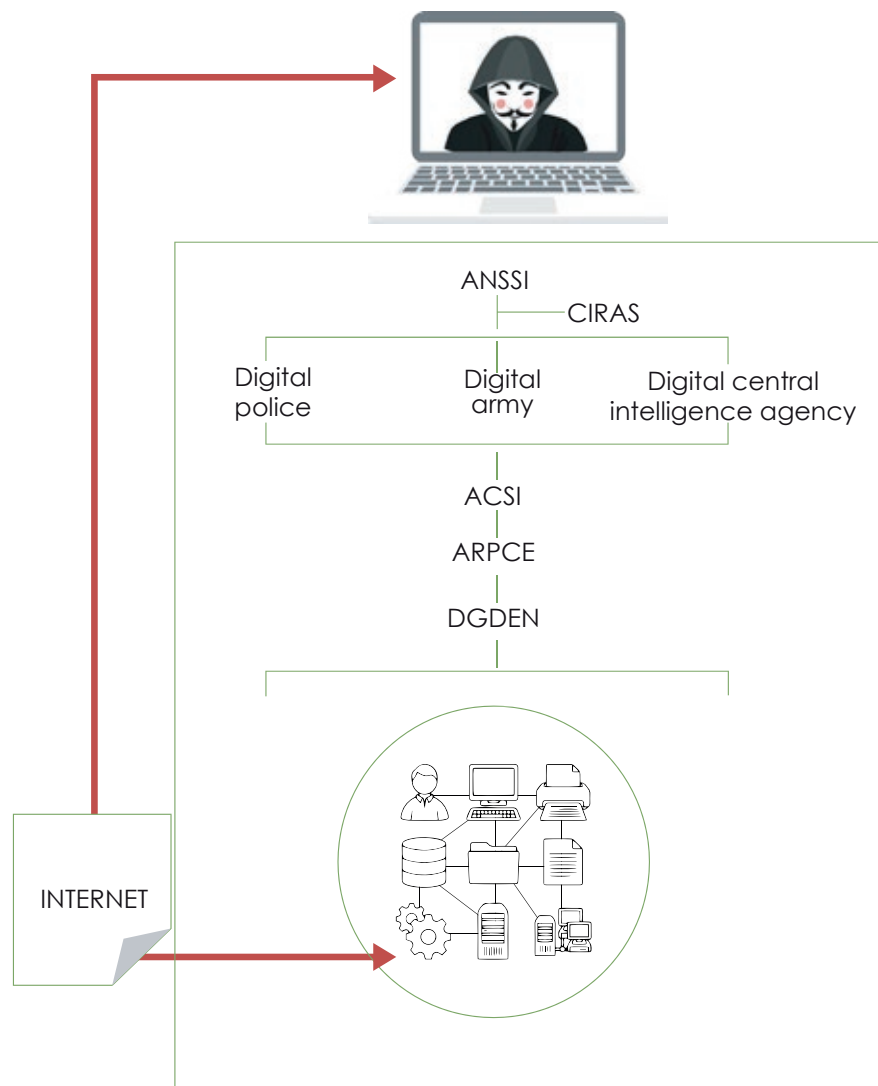 ANSSI
CIRAS
Digital
police
Digital
army
Digital central
intelligence agency
ACSI
ARPCE
DGDEN
INTERNET